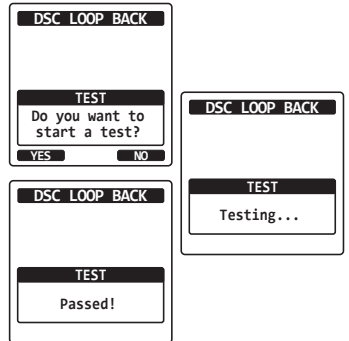 DSC LOOP BACK
TEST
Do you want to
start a test?
YES NO
DSC LOOP BACK
TEST
Testing...
DSC LOOP BACK
TEST
Passed!